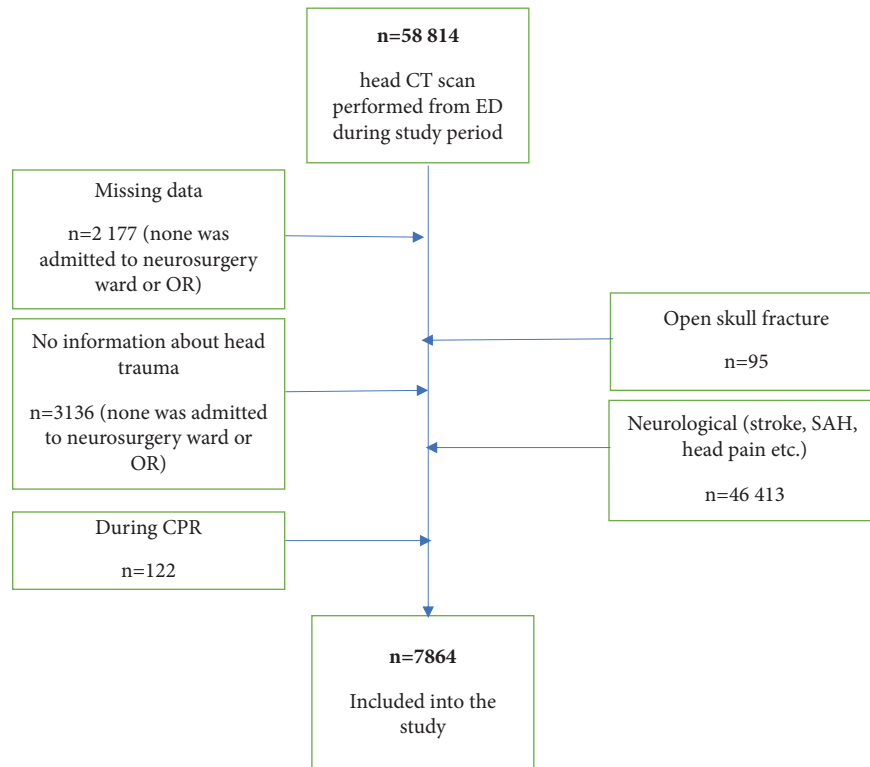 n=58 814
head CT scan
performed from ED
during study period
Missing data
n=2 177 (none was
admitted to neurosurgery
ward or OR)
Open skull fracture
n=95
No information about head
trauma
n=3136 (none was admitted
to neurosurgery ward or
OR)
Neurological (stroke, SAH,
head pain etc.)
n=46 413
During CPR
n=122
n=7864
Included into the
study